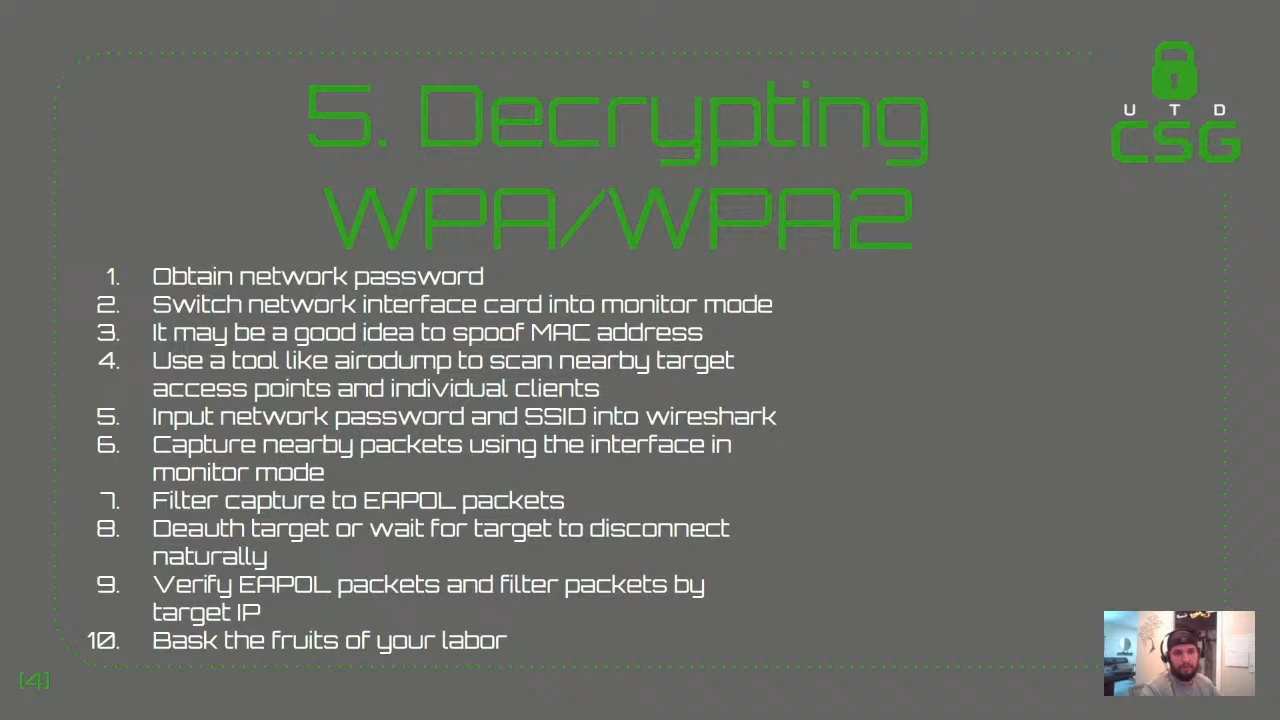 U T D
CSG
5. Decrypting
WPA/WPA2
1. Obtain network password
2. Switch network interface card into monitor mode
3. It may be a good idea to spoof MAC address
4. Use a tool like airodump to scan nearby target
access points and individual clients
5. Input network password and SSID into wireshark
6. Capture nearby packets using the interface in
monitor mode
7. Filter capture to EAPOL packets
8. Deauth target or wait for target to disconnect
naturally
9. Verify EAPOL packets and filter packets by
target IP
10. Bask the fruits of your labor
[4]